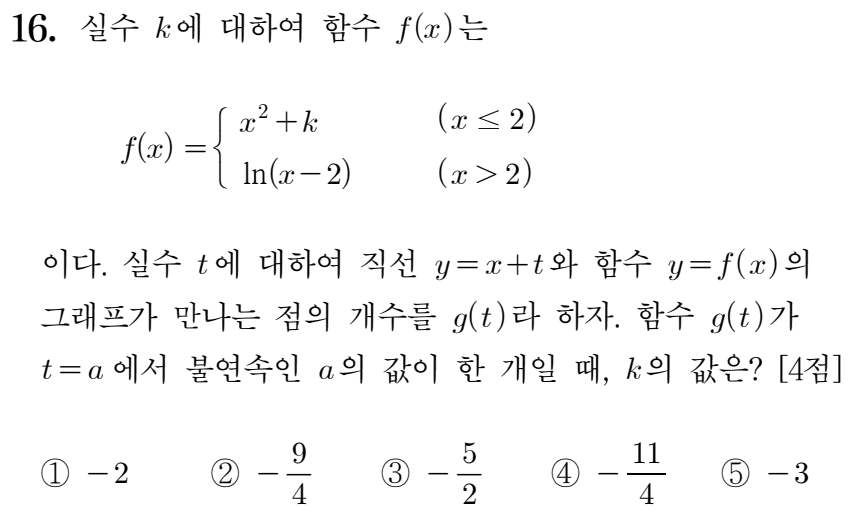 16. 실수 k에 대하여 함수 f(x)는
f(x) = { x² + k (x ≤ 2)
ln(x − 2) (x > 2)
이다. 실수 t에 대하여 직선 y = x + t와 함수 y = f(x)의
그래프가 만나는 점의 개수를 g(t)라 하자. 함수 g(t)가
t = a에서 불연속인 a의 값이 한 개일 때, k의 값은? [4점]
① −2 ② −9/4 ③ −5/2 ④ −11/4 ⑤ −3